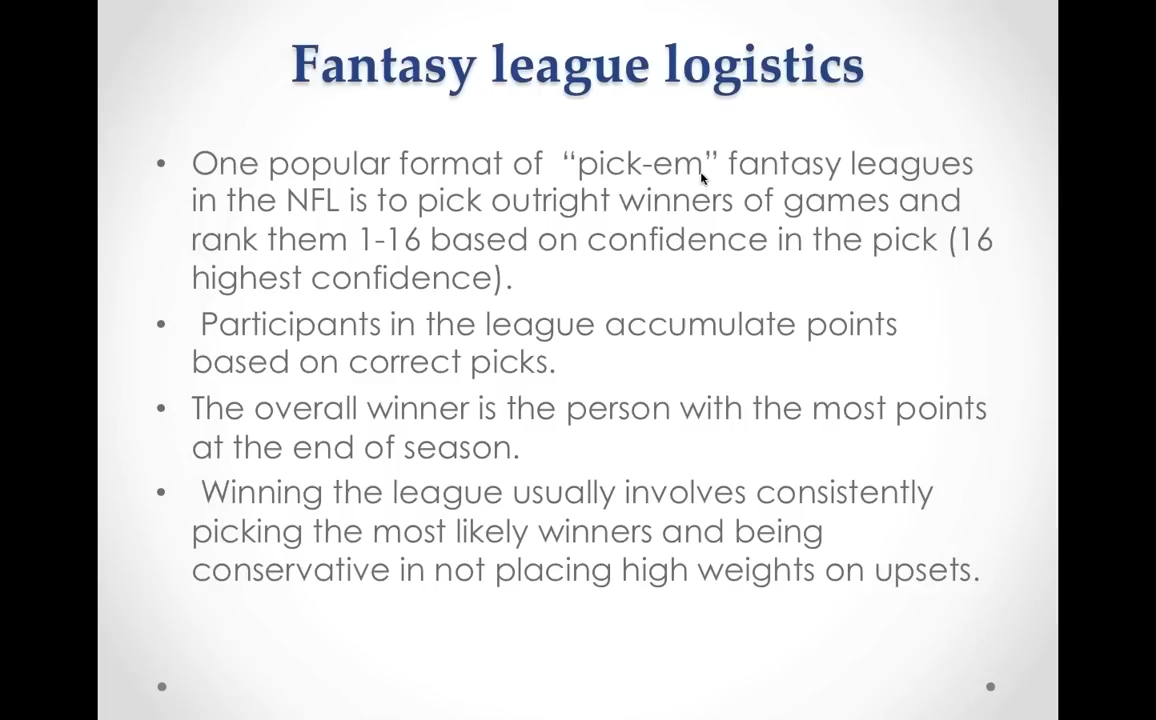 Fantasy league logistics
• One popular format of “pick-em” fantasy leagues
in the NFL is to pick outright winners of games and
rank them 1-16 based on confidence in the pick (16
highest confidence).
• Participants in the league accumulate points
based on correct picks.
• The overall winner is the person with the most points
at the end of season.
• Winning the league usually involves consistently
picking the most likely winners and being
conservative in not placing high weights on upsets.